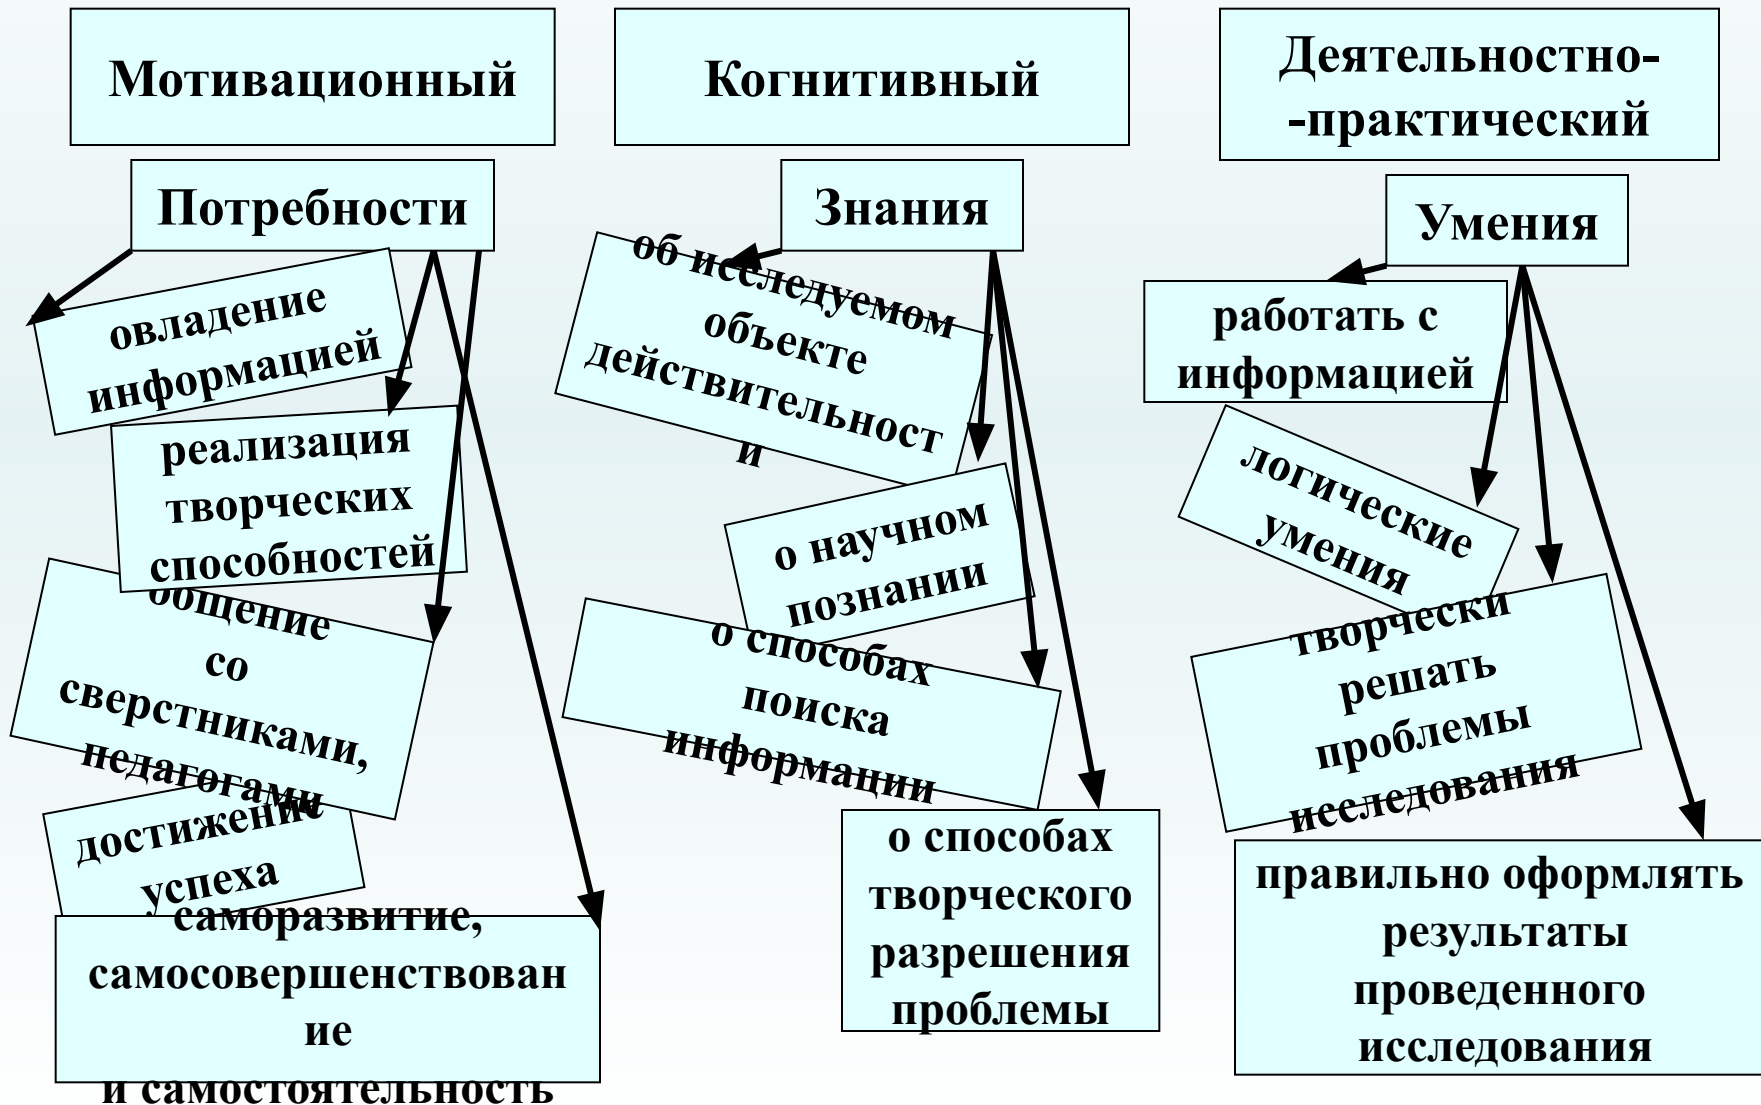 Мотивационный
Потребности
овладение
информацией
реализация
творческих
способностей
общение
со
сверстниками,
педагогами
достижение
успеха
саморазвитие,
самосовершенствован
ие
и самостоятельность
Когнитивный
Знания
об исследуемом
объекте
действительност
и
о научном
познании
о способах
поиска
информации
о способах
творческого
разрешения
проблемы
Деятельностно-
-практический
Умения
работать с
информацией
логические
умения
творчески
решать
проблемы
исследования
правильно оформлять
результаты
проведенного
исследования